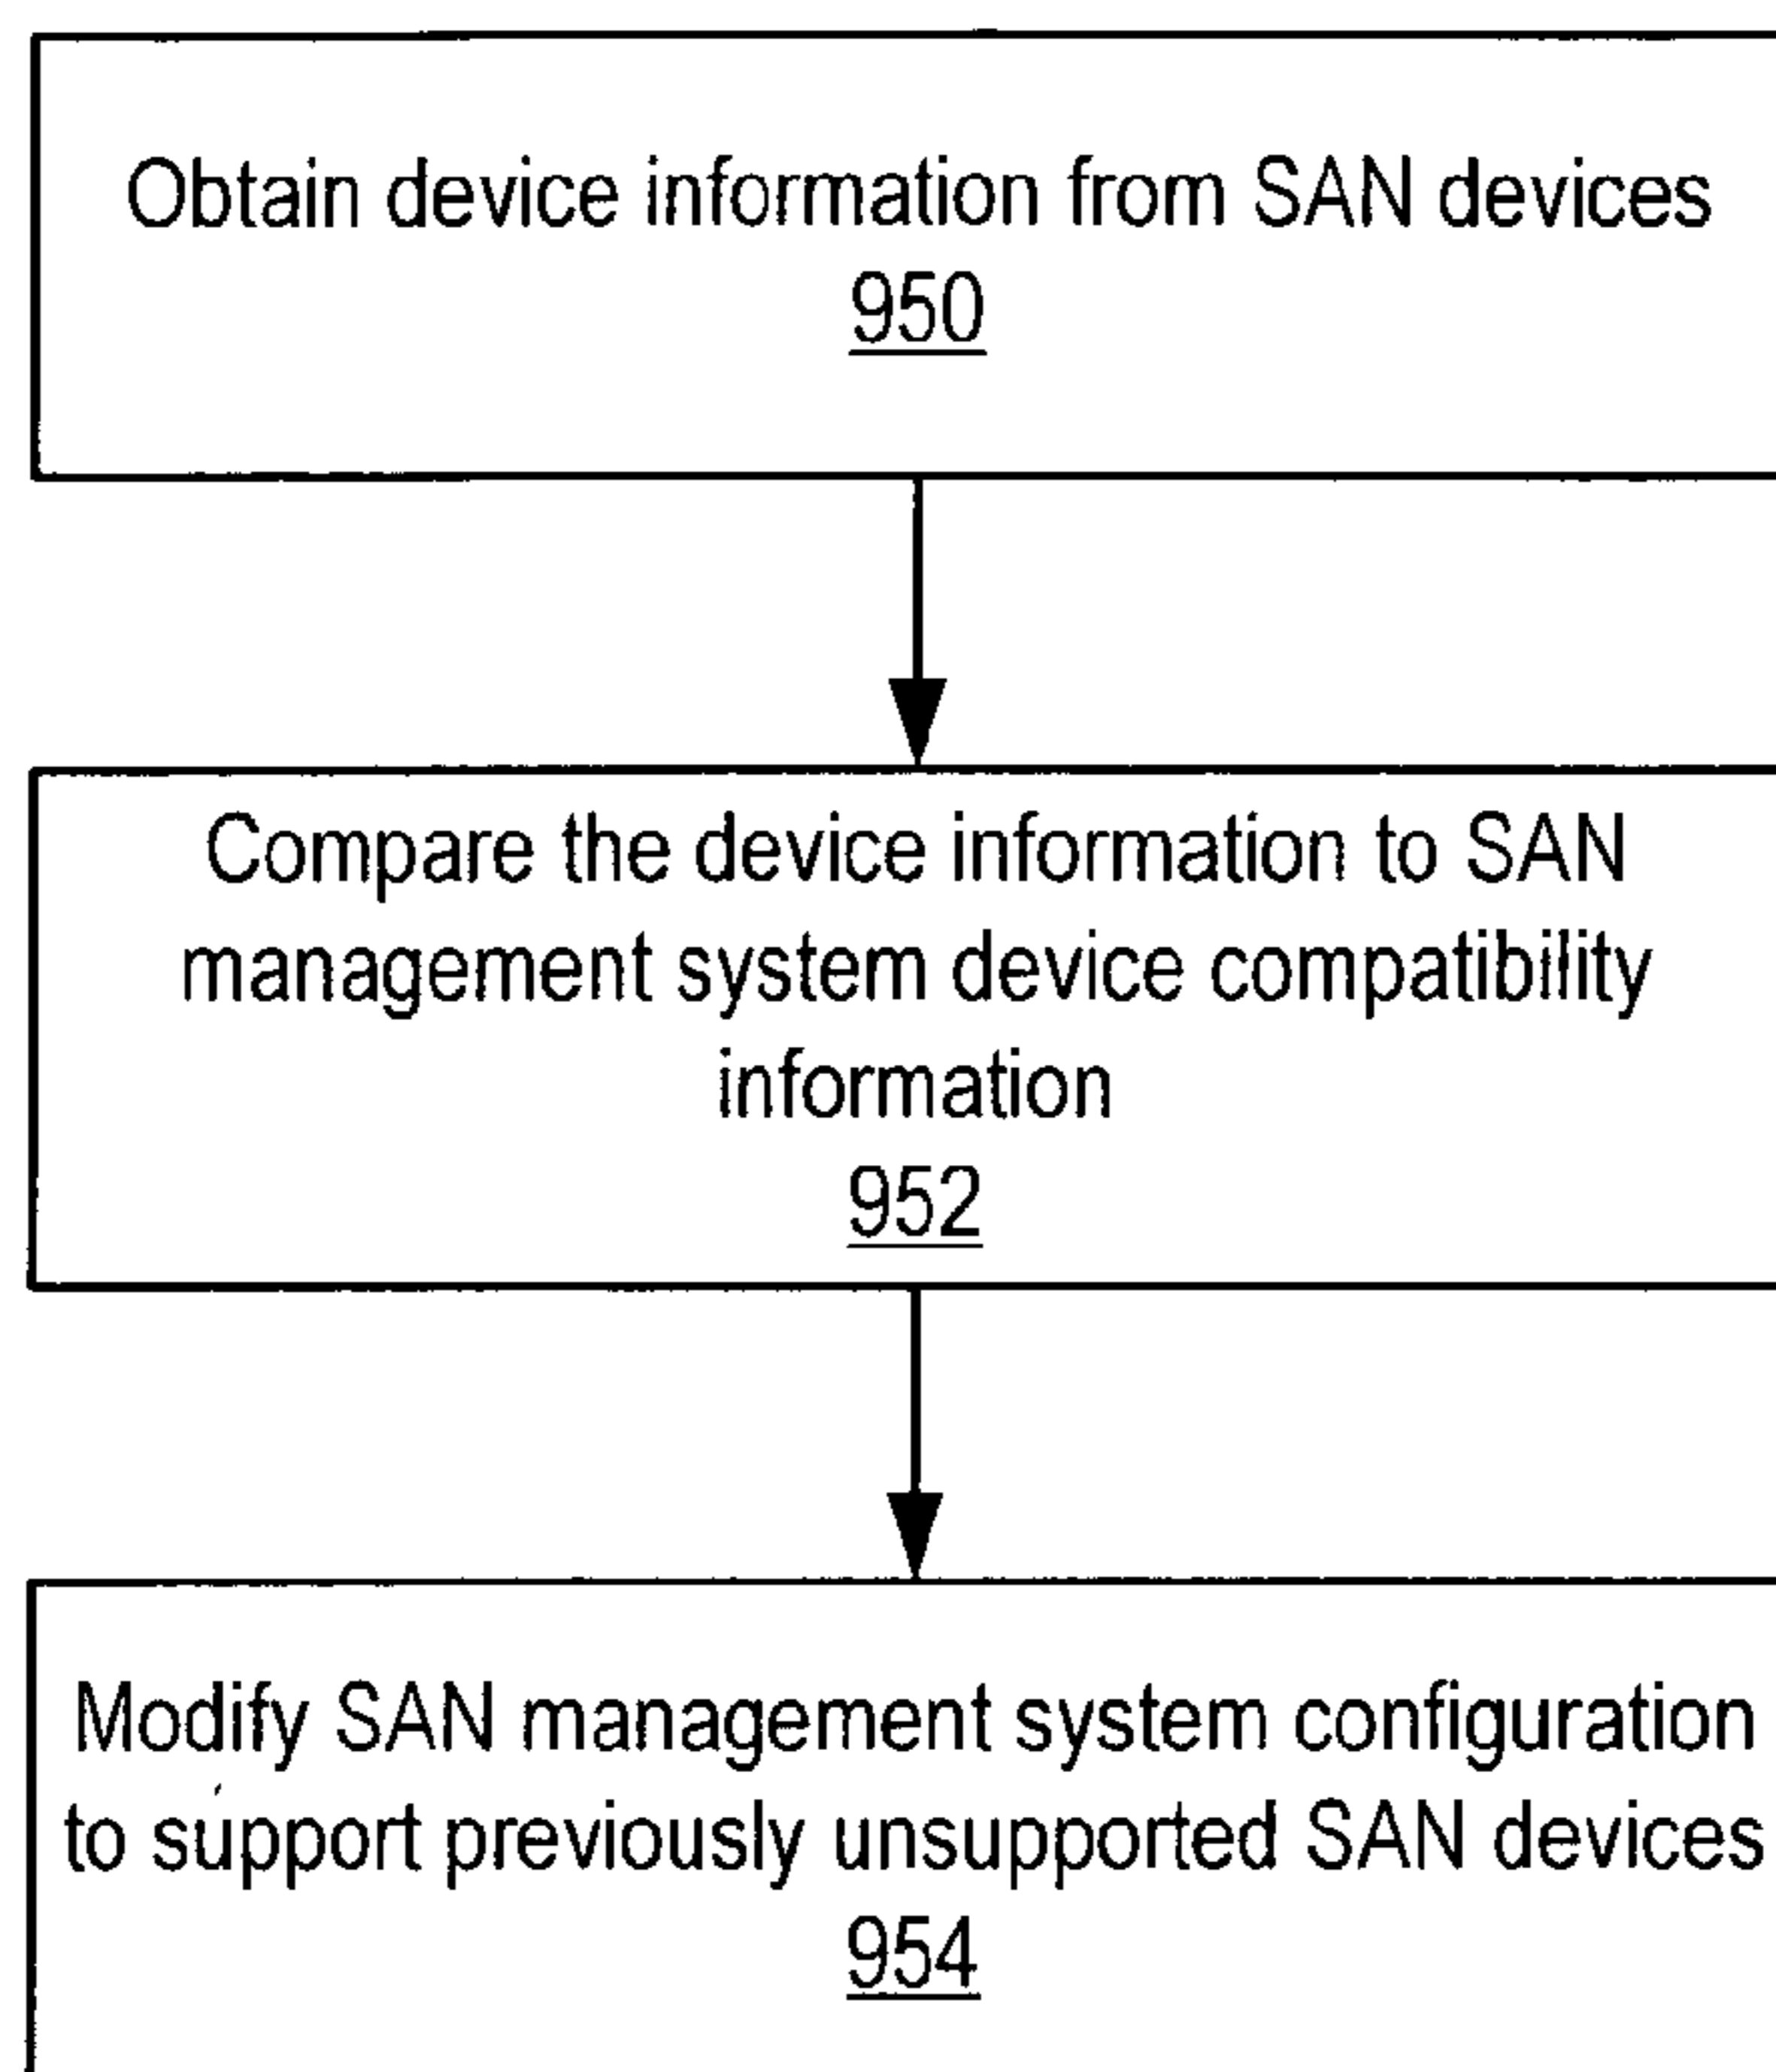 Obtain device information from SAN devices
950
Compare the device information to SAN
management system device compatibility
information
952
Modify SAN management system configuration
to support previously unsupported SAN devices
954